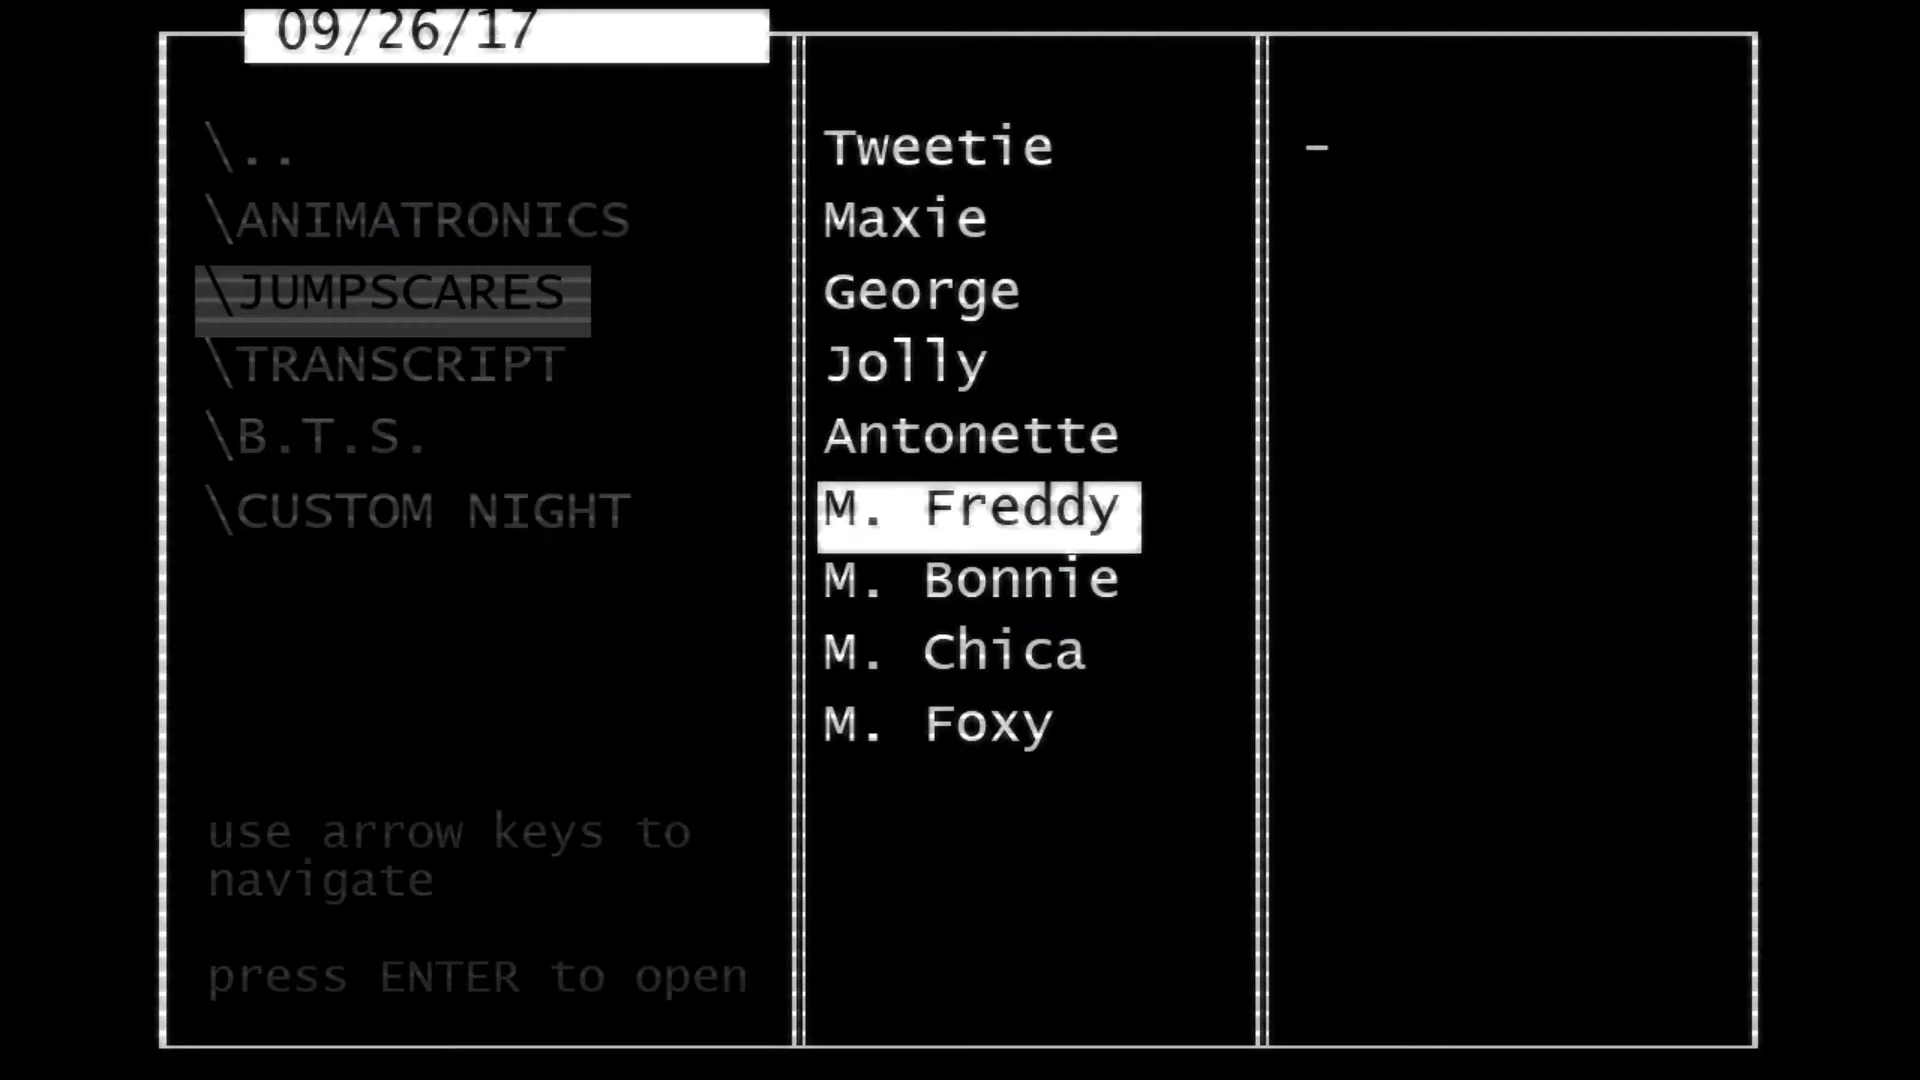 09/26/17
\..
\ANIMATRONICS
\JUMPSCARES
\TRANSCRIPT
\B.T.S.
\CUSTOM NIGHT
use arrow keys to
navigate
press ENTER to open
Tweetie
Maxie
George
Jolly
Antonette
M. Freddy
M. Bonnie
M. Chica
M. Foxy
-